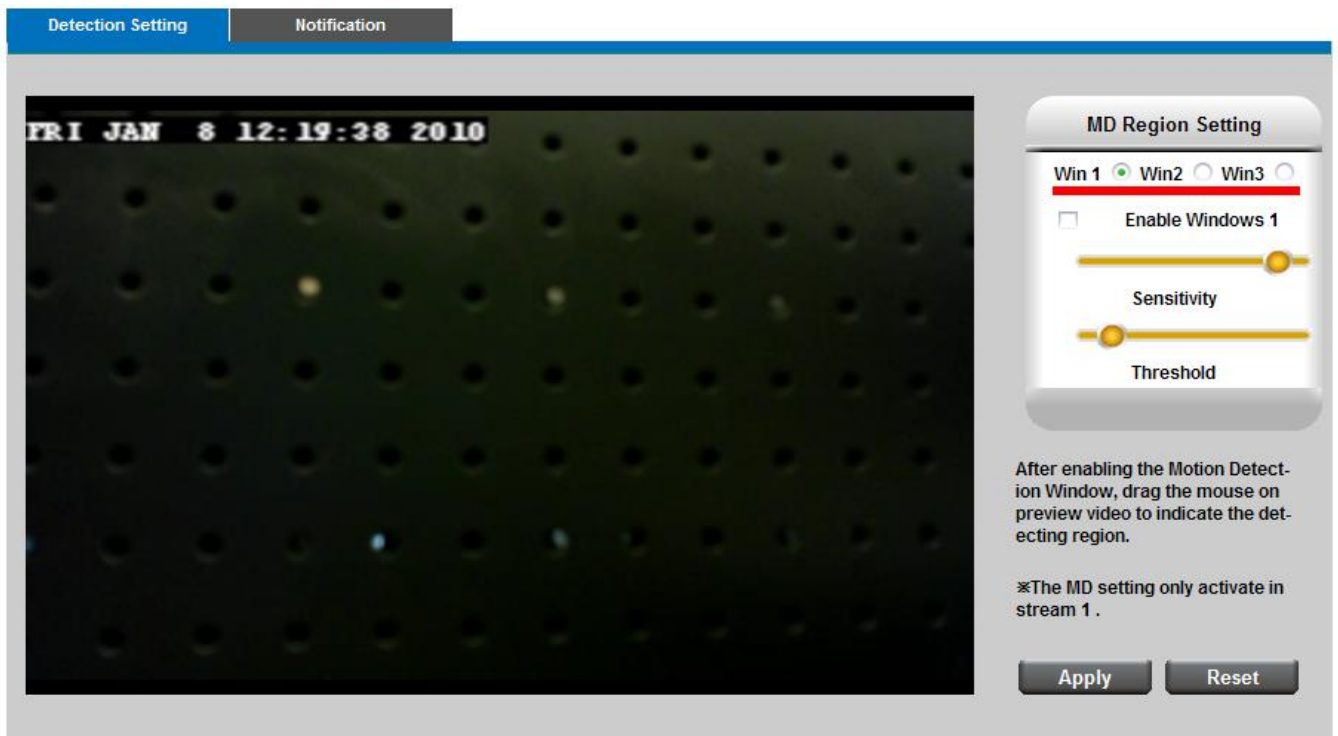 Detection Setting
Notification
FRI JAN 8 12:19:38 2010
MD Region Setting
Win 1 Win2 Win3
Enable Windows 1
Sensitivity
Threshold
After enabling the Motion Detect-
ion Window, drag the mouse on
preview video to indicate the det-
ecting region.
※The MD setting only activate in
stream 1 .
Apply
Reset